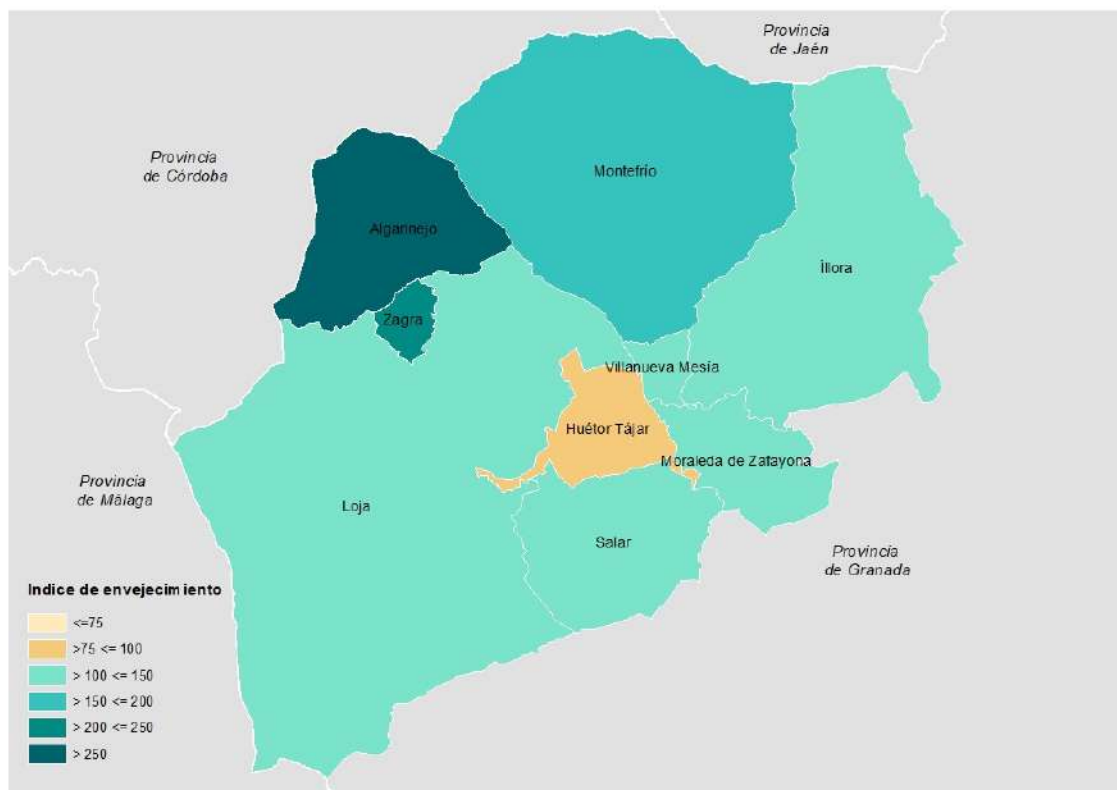 Provincia
de Jaén
Provincia
de Córdoba
Montefrío
Algarinejo
Íllora
Zagra
Villanueva Mesía
Huétor Tájar
Moraleda de Zafayona
Provincia
de Málaga
Loja
Salar
Provincia
de Granada
Indice de envejecimiento
<=75
>75 <= 100
> 100 <= 150
> 150 <= 200
> 200 <= 250
> 250